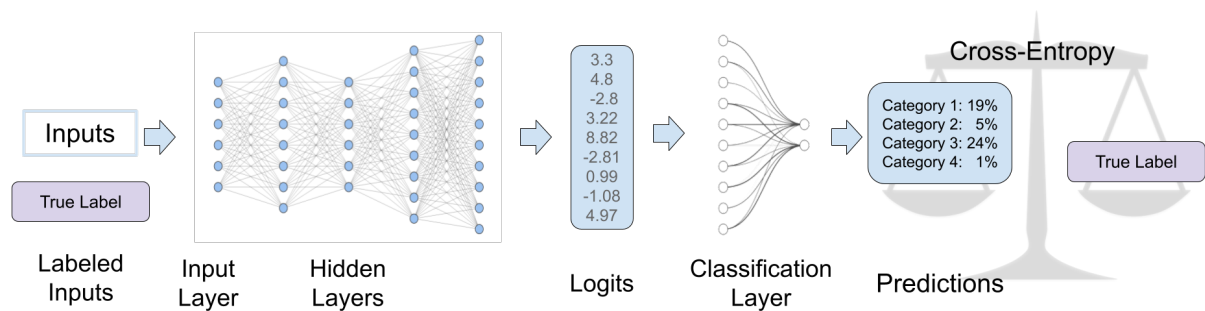 Inputs
True Label
Labeled
Inputs
Input
Layer
Hidden
Layers
3.3
4.8
-2.8
3.22
8.82
-2.81
0.99
-1.08
4.97
Logits
Classification
Layer
Cross-Entropy
Category 1: 19%
Category 2: 5%
Category 3: 24%
Category 4: 1%
Predictions
True Label